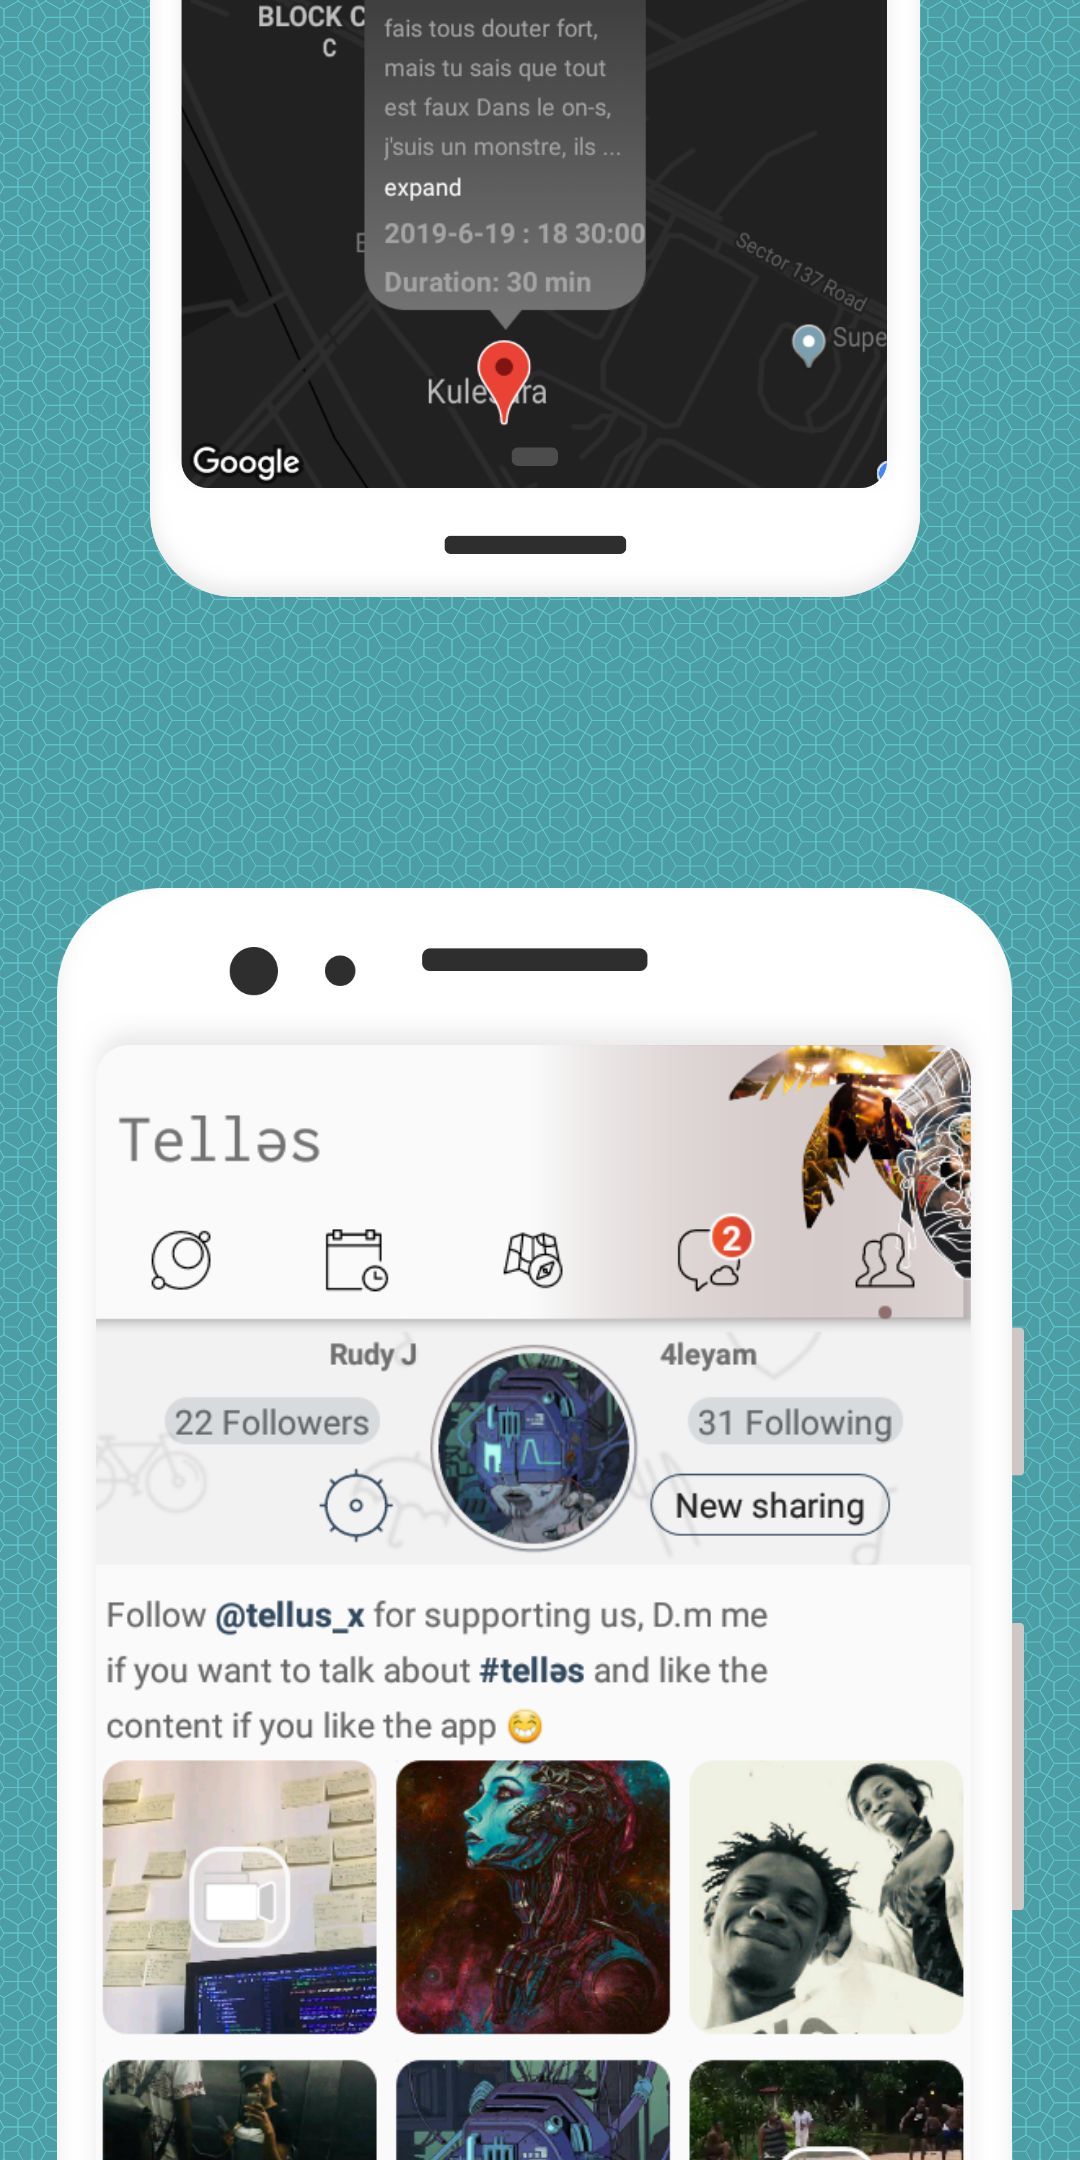 BLOCK C
C
fais tous douter fort,
mais tu sais que tout
est faux Dans le on-s,
j'suis un monstre, ils ...
expand
2019-6-19 : 18 30:00
Duration: 30 min
Sector 137 Road
Supe
Google
Telləs
2
Rudy J
4leyam
22 Followers
31 Following
New sharing
Follow @tellus_x for supporting us, D.m me
if you want to talk about #telləs and like the
content if you like the app 😁